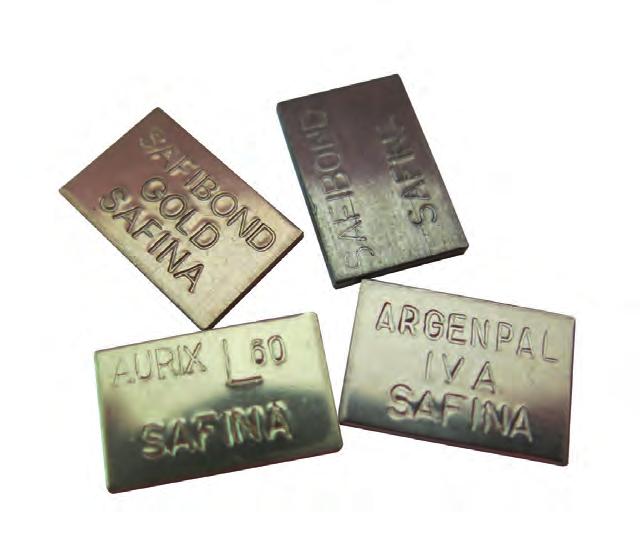 SAFIBOND
GOLD
SAFINA
SAFIBOND
SAFINA
AURIX L 60
SAFINA
ARGENPAL
IVA
SAFINA